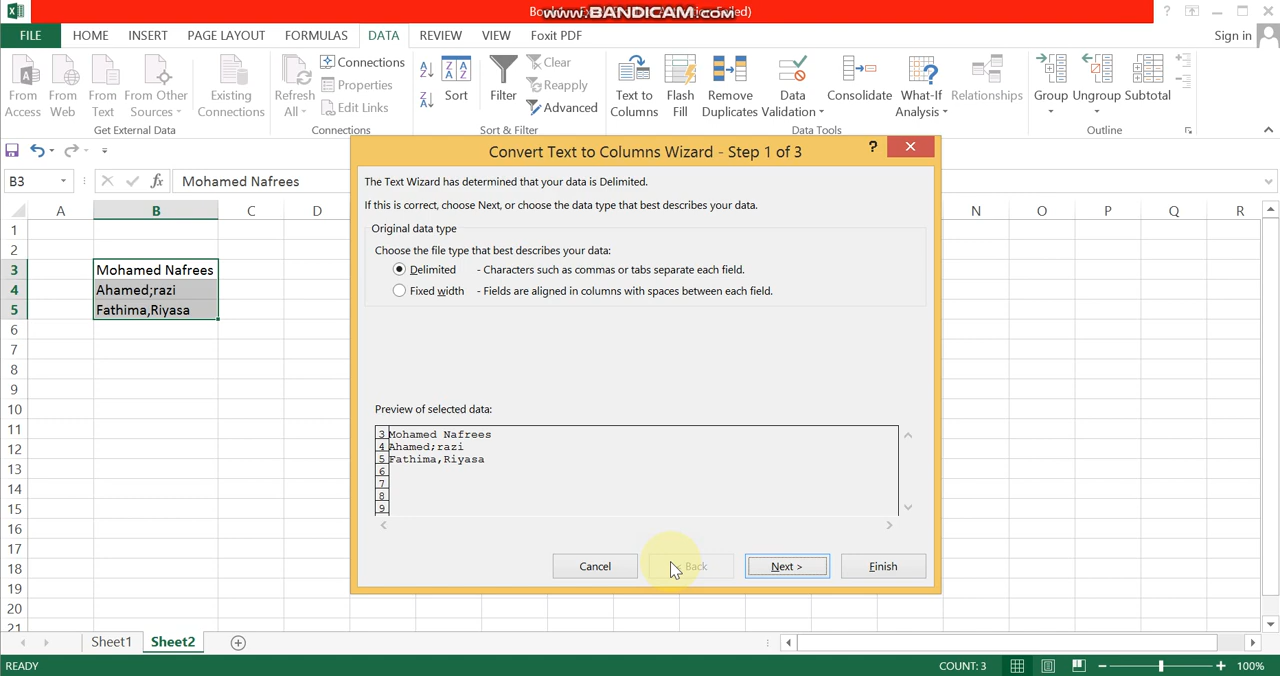 www.BANDICAM.com
FILE HOME INSERT PAGE LAYOUT FORMULAS DATA REVIEW VIEW Foxit PDF Sign in
From Access From Web From Text From Other Sources Existing Connections Refresh All Connections Properties Edit Links Sort Filter Clear Reapply Advanced Text to Columns Flash Fill Remove Duplicates Data Validation Consolidate What-If Analysis Relationships Group Ungroup Subtotal
Get External Data Connections Sort & Filter Data Tools Outline
Convert Text to Columns Wizard - Step 1 of 3
B3 Mohamed Nafrees
A B C D N O P Q R
1
2
3 Mohamed Nafrees
4 Ahamed;razi
5 Fathima,Riyasa
6
7
8
9
10
11
12
13
14
15
16
17
18
19
20
21
The Text Wizard has determined that your data is Delimited.
If this is correct, choose Next, or choose the data type that best describes your data.
Original data type
Choose the file type that best describes your data:
Delimited - Characters such as commas or tabs separate each field.
Fixed width - Fields are aligned in columns with spaces between each field.
Preview of selected data:
3 Mohamed Nafrees
4 Ahamed;razi
5 Fathima,Riyasa
6
7
8
9
Cancel < Back Next > Finish
Sheet1 Sheet2
READY COUNT: 3 100%